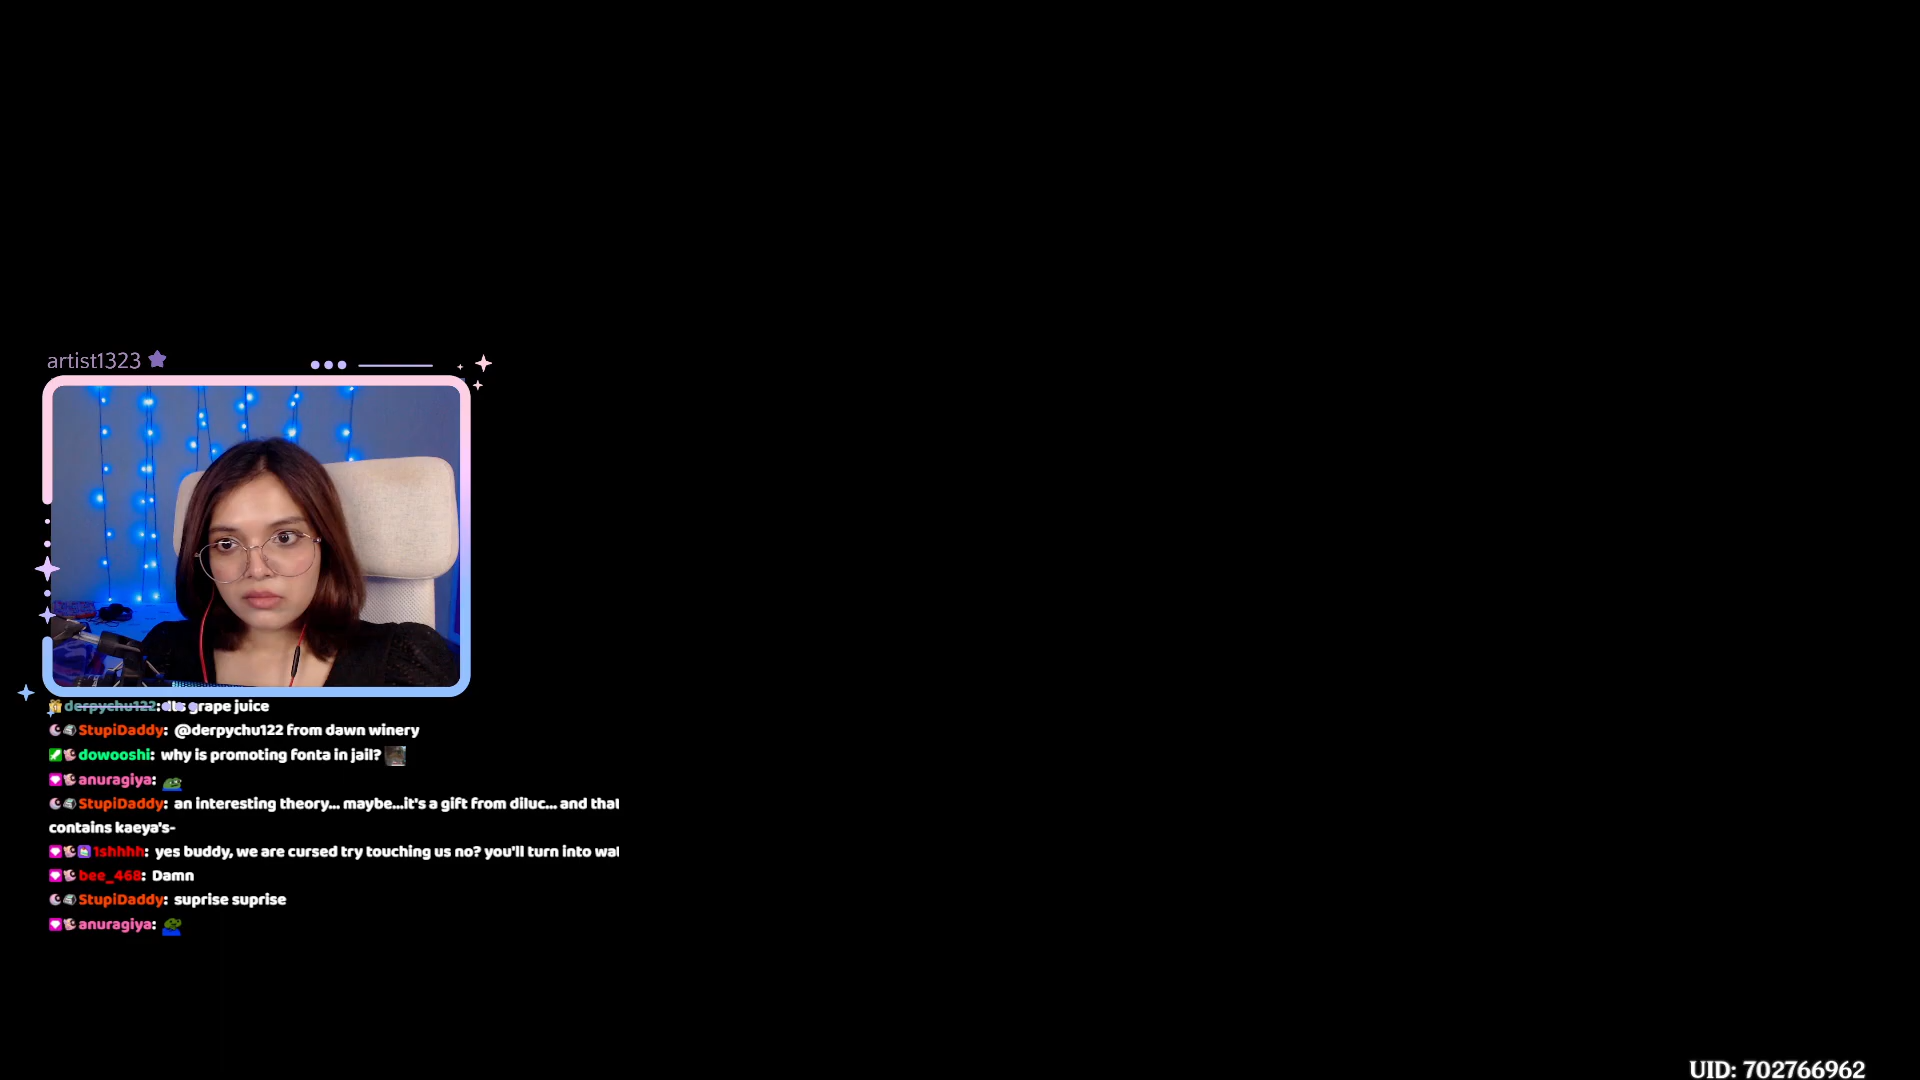 artist1323
derpychu122: its grape juice
StupiDaddy: @derpychu122 from dawn winery
dowooshi: why is promoting fonta in jail?
anuragiya:
StupiDaddy: an interesting theory... maybe...it's a gift from diluc... and that
contains kaeya's-
1shhhh: yes buddy, we are cursed try touching us no? you'll turn into
bee_468: Damn
StupiDaddy: suprise suprise
anuragiya:
UID: 702766962